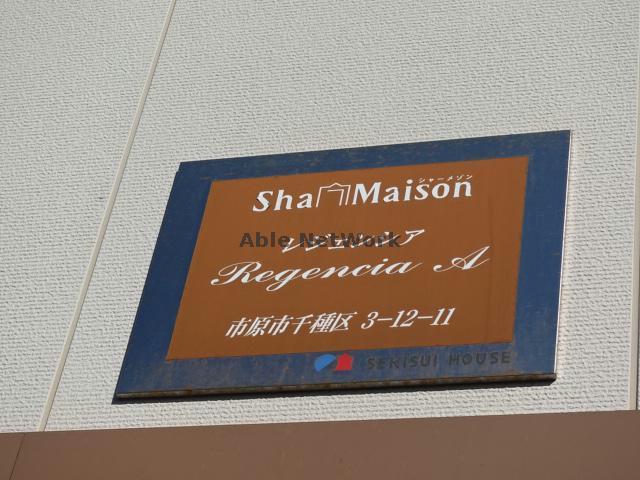 Sha Maison
シャーメゾン
Able NetWork
Regencia A
市原市千種区 3-12-11
SEKISUI HOUSE